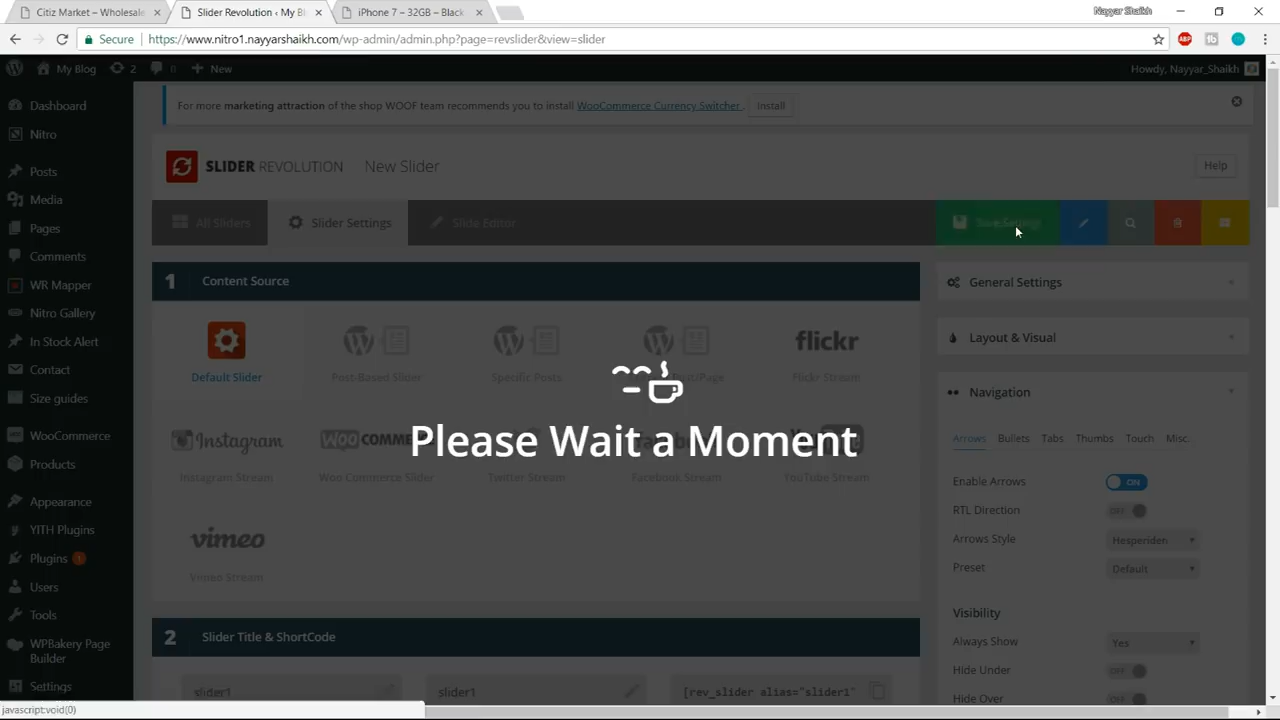 Citiz Market – Wholesale
Slider Revolution ‹ My Bl
iPhone 7 – 32GB – Black
Nayyar Shaikh
Secure
https://www.nitro1.nayyarshaikh.com/wp-admin/admin.php?page=revslider&view=slider
ABP
My Blog
2
0
New
Howdy, Nayyar_Shaikh
Dashboard
Nitro
Posts
Media
Pages
Comments
WR Mapper
Nitro Gallery
In Stock Alert
Contact
Size guides
WooCommerce
Products
Appearance
YITH Plugins
Plugins 1
Users
Tools
WPBakery Page
Builder
Settings
For more marketing attraction of the shop WOOF team recommends you to install WooCommerce Currency Switcher . Install
SLIDER REVOLUTION New Slider
Help
All Sliders
Slider Settings
Slide Editor
Save Settings
1 Content Source
Default Slider
Post-Based Slider
Specific Posts
flickr
Flickr Stream
Instagram
Instagram Stream
Woo Commerce Slider
Twitter Stream
Facebook Stream
YouTube Stream
vimeo
Vimeo Stream
Please Wait a Moment
2 Slider Title & ShortCode
slider1
slider1
[rev_slider alias="slider1"
General Settings
Layout & Visual
Navigation
Arrows Bullets Tabs Thumbs Touch Misc.
Enable Arrows ON
RTL Direction OFF
Arrows Style Hesperiden
Preset Default
Visibility
Always Show Yes
Hide Under OFF
Hide Over OFF
javascript:void(0)